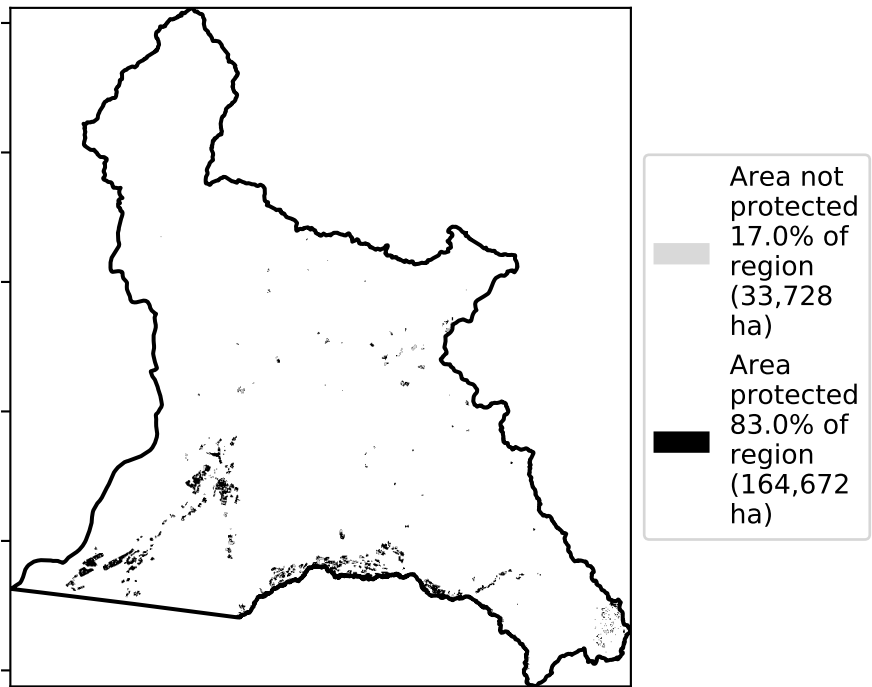 Area not
protected
17.0% of
region
(33,728
ha)
Area
protected
83.0% of
region
(164,672
ha)